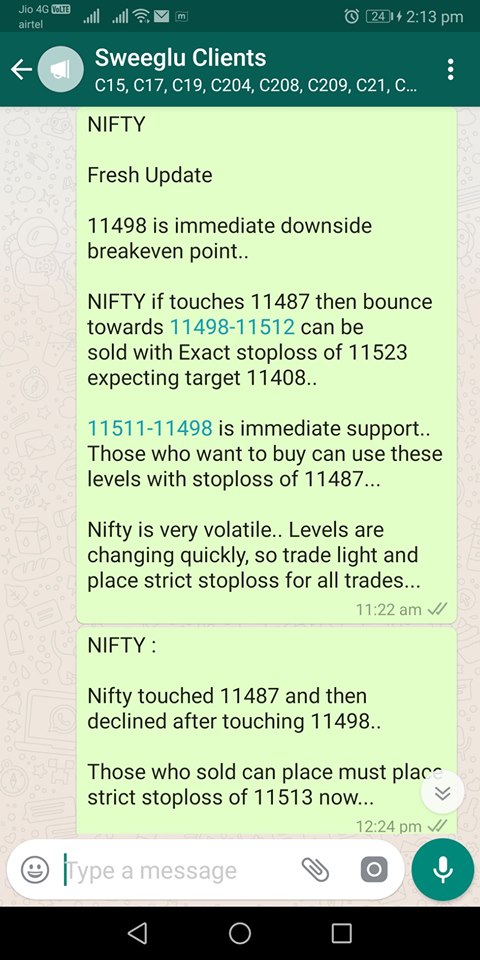 Jio 4G VoLTE
airtel
24
2:13 pm
Sweeglu Clients
C15, C17, C19, C204, C208, C209, C21, C...
NIFTY
Fresh Update
11498 is immediate downside
breakeven point..
NIFTY if touches 11487 then bounce
towards 11498-11512 can be
sold with Exact stoploss of 11523
expecting target 11408..
11511-11498 is immediate support..
Those who want to buy can use these
levels with stoploss of 11487...
Nifty is very volatile.. Levels are
changing quickly, so trade light and
place strict stoploss for all trades...
11:22 am
NIFTY :
Nifty touched 11487 and then
declined after touching 11498..
Those who sold can place must place
strict stoploss of 11513 now...
12:24 pm
Type a message